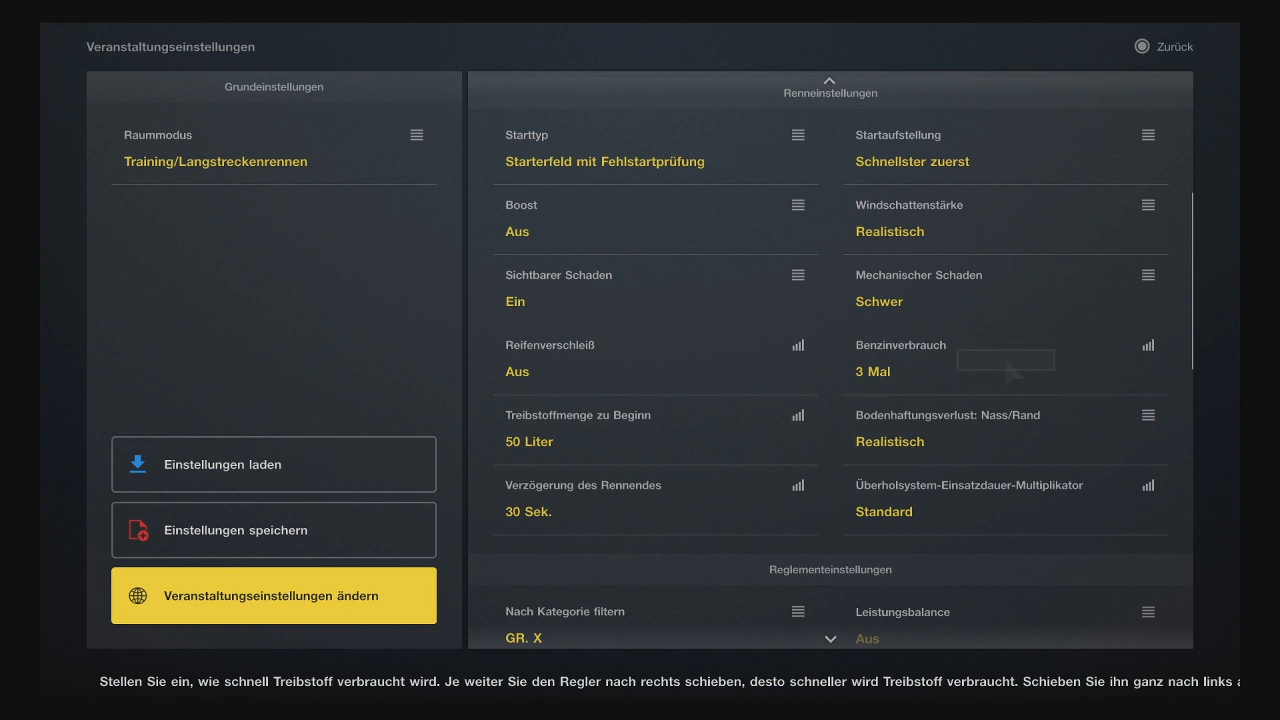 Veranstaltungseinstellungen
Zurück
Grundeinstellungen
Raummodus
Training/Langstreckenrennen
Einstellungen laden
Einstellungen speichern
Veranstaltungseinstellungen ändern
Renneinstellungen
Starttyp
Starterfeld mit Fehlstartprüfung
Startaufstellung
Schnellster zuerst
Boost
Aus
Windschattenstärke
Realistisch
Sichtbarer Schaden
Ein
Mechanischer Schaden
Schwer
Reifenverschleiß
Aus
Benzinverbrauch
3 Mal
Treibstoffmenge zu Beginn
50 Liter
Bodenhaftungsverlust: Nass/Rand
Realistisch
Verzögerung des Rennendes
30 Sek.
Überholsystem-Einsatzdauer-Multiplikator
Standard
Reglementeinstellungen
Nach Kategorie filtern
GR. X
Leistungsbalance
Aus
Stellen Sie ein, wie schnell Treibstoff verbraucht wird. Je weiter Sie den Regler nach rechts schieben, desto schneller wird Treibstoff verbraucht. Schieben Sie ihn ganz nach links